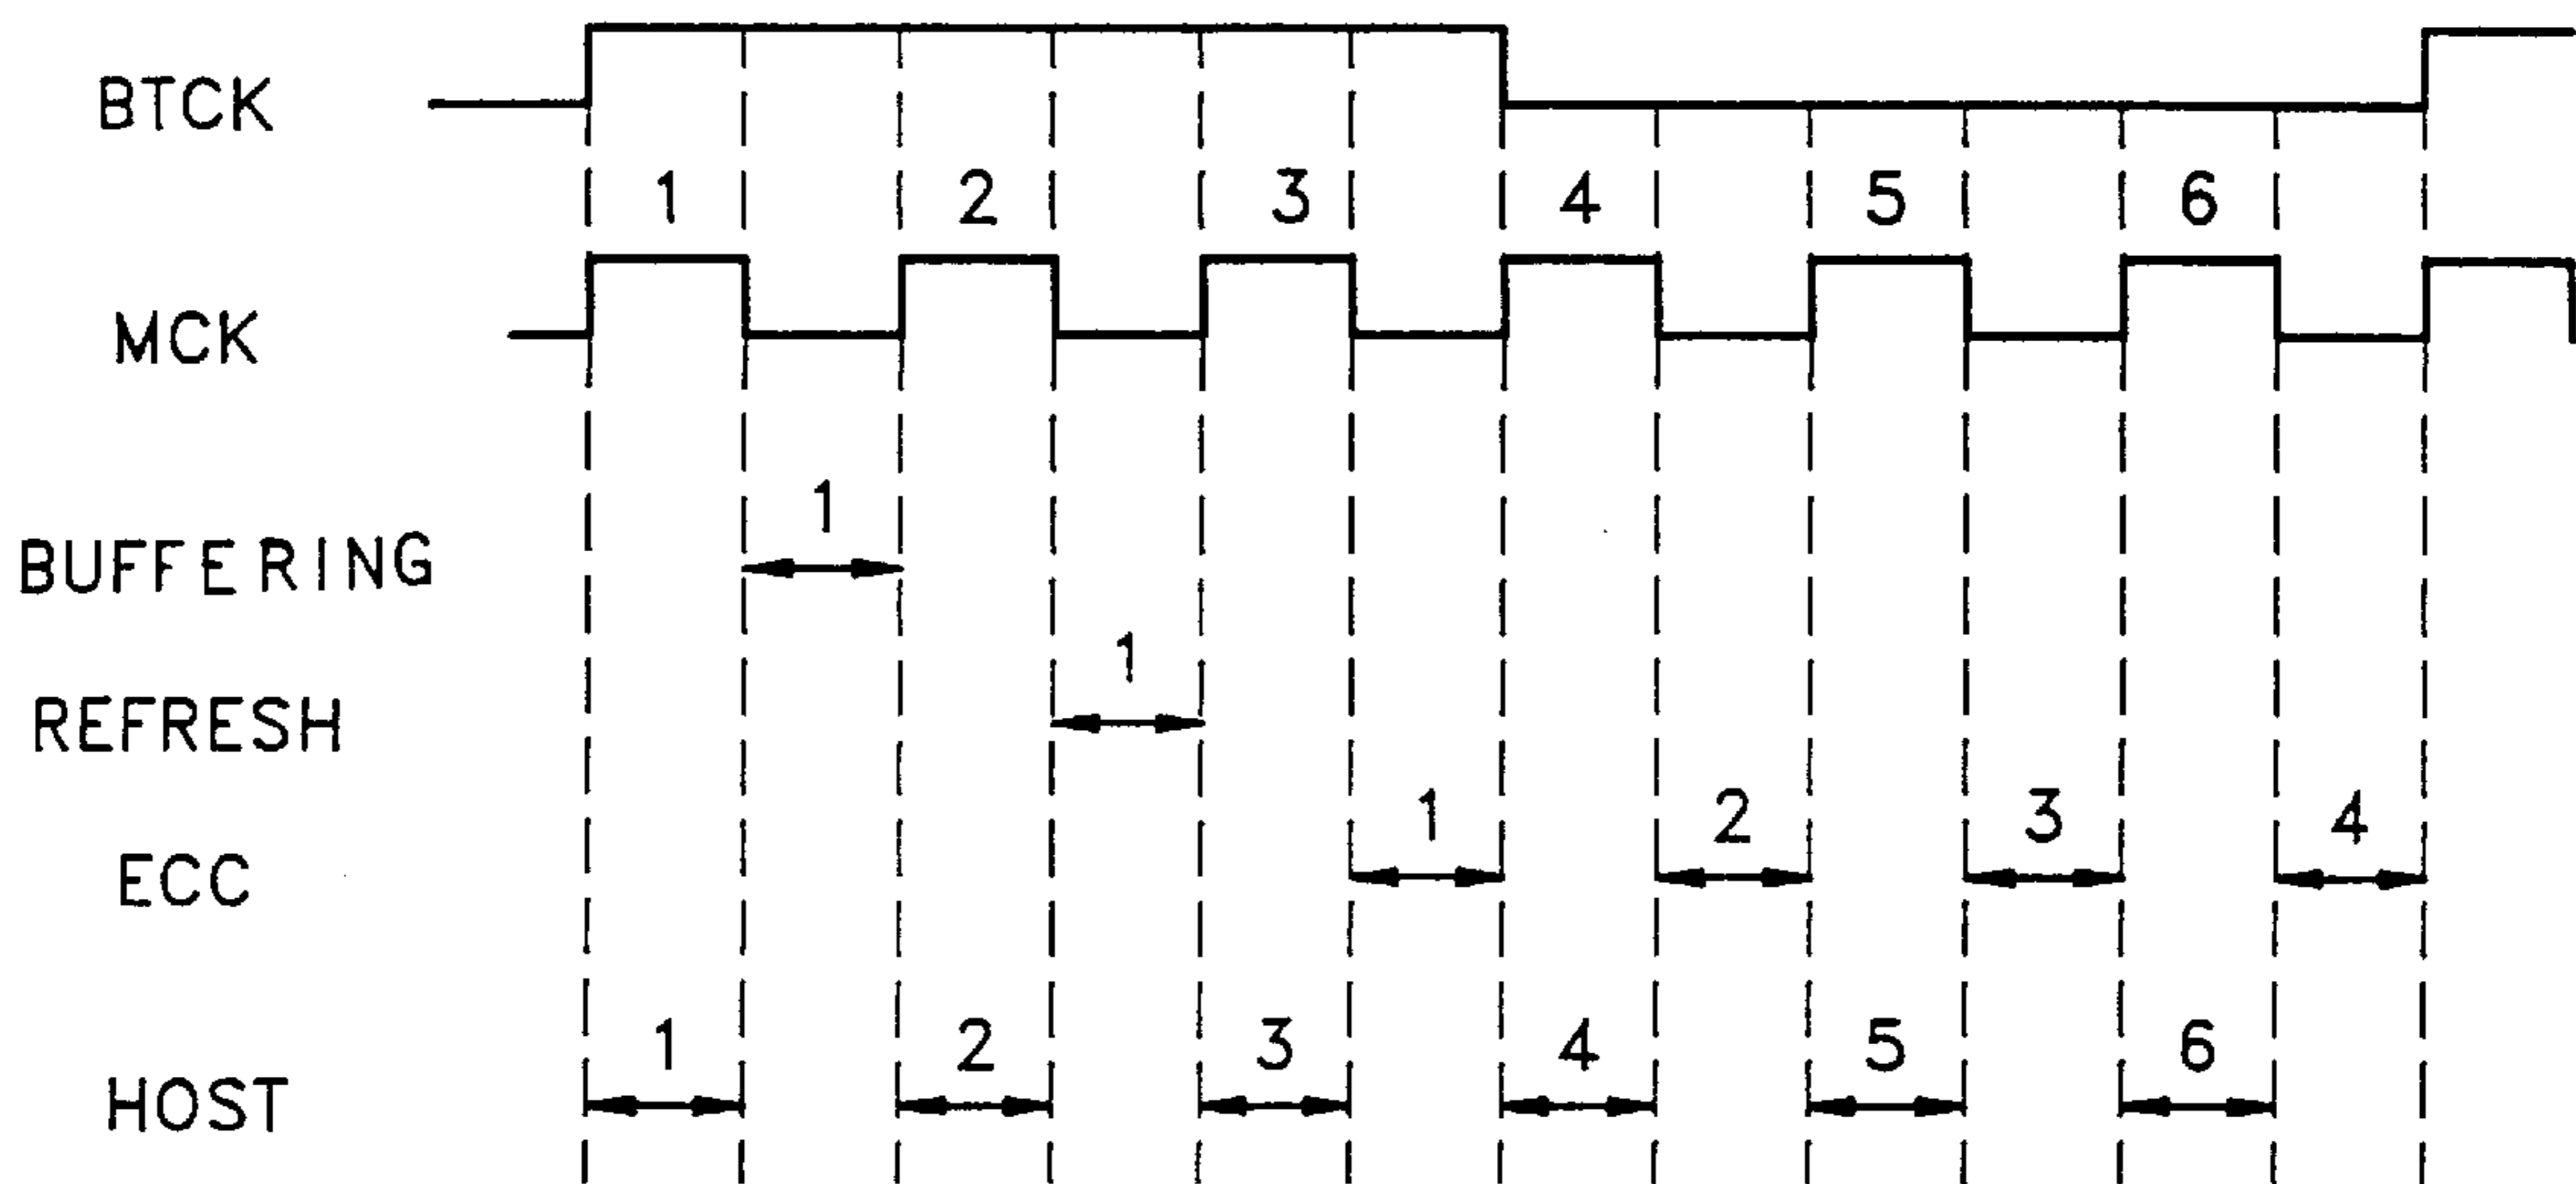 BTCK
1 2 3 4 5 6
MCK
1
BUFFERING
1
REFRESH
1 2 3 4
ECC
1 2 3 4 5 6
HOST